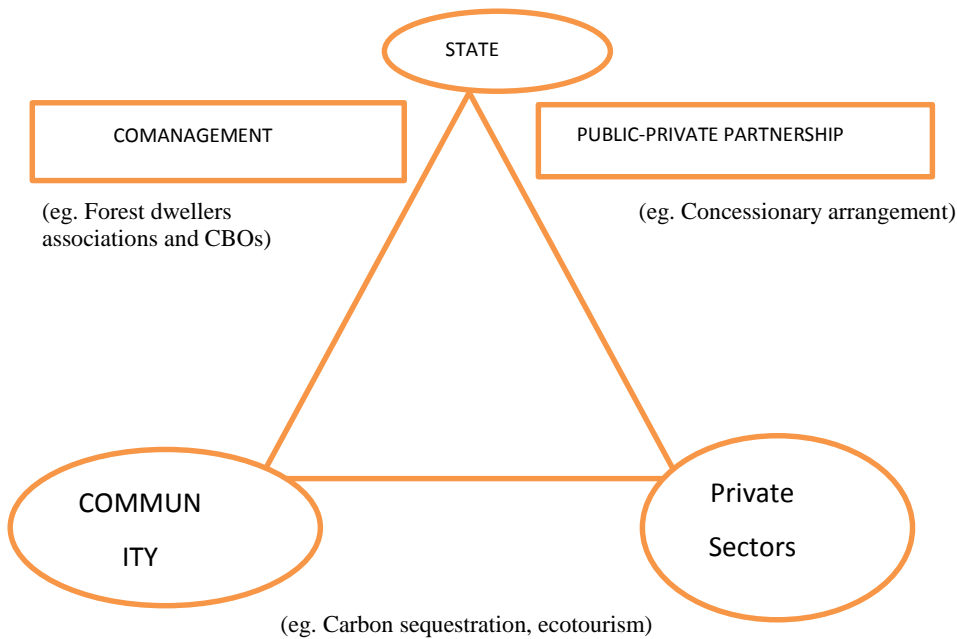 STATE
COMANAGEMENT
PUBLIC-PRIVATE PARTNERSHIP
(eg. Forest dwellers
associations and CBOs)
(eg. Concessionary arrangement)
COMMUN
ITY
Private
Sectors
(eg. Carbon sequestration, ecotourism)